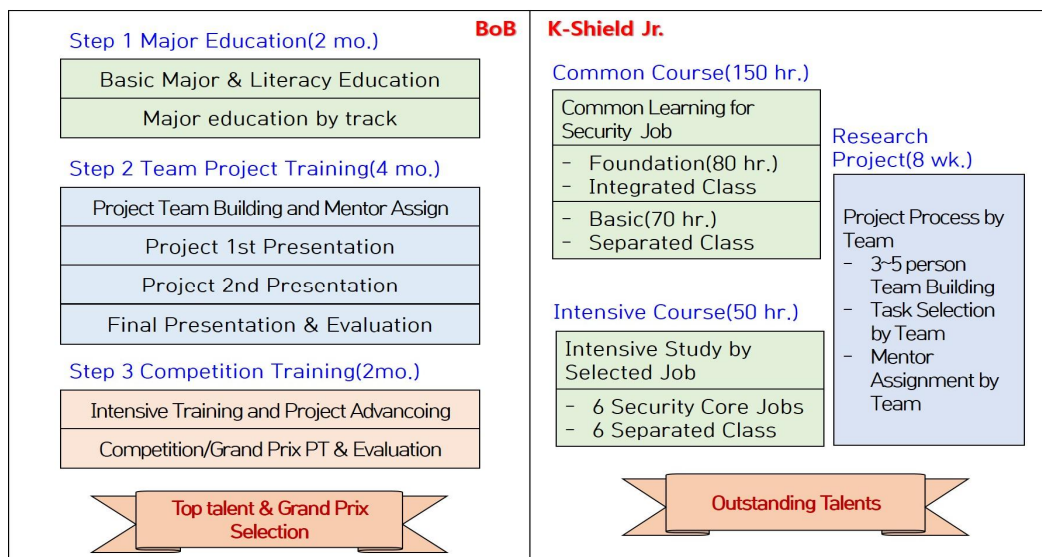 BoB
Step 1 Major Education(2 mo.)
Basic Major & Literacy Education
Major education by track
Step 2 Team Project Training(4 mo.)
Project Team Building and Mentor Assign
Project 1st Presentation
Project 2nd Presentation
Final Presentation & Evaluation
Step 3 Competition Training(2mo.)
Intensive Training and Project Advancoing
Competition/Grand Prix PT & Evaluation
Top talent & Grand Prix
Selection
K-Shield Jr.
Common Course(150 hr.)
Common Learning for
Security Job
- Foundation(80 hr.)
- Integrated Class
- Basic(70 hr.)
- Separated Class
Intensive Course(50 hr.)
Intensive Study by
Selected Job
- 6 Security Core Jobs
- 6 Separated Class
Research
Project(8 wk.)
Project Process by
Team
- 3~5 person
Team Building
- Task Selection
by Team
- Mentor
Assignment by
Team
Outstanding Talents